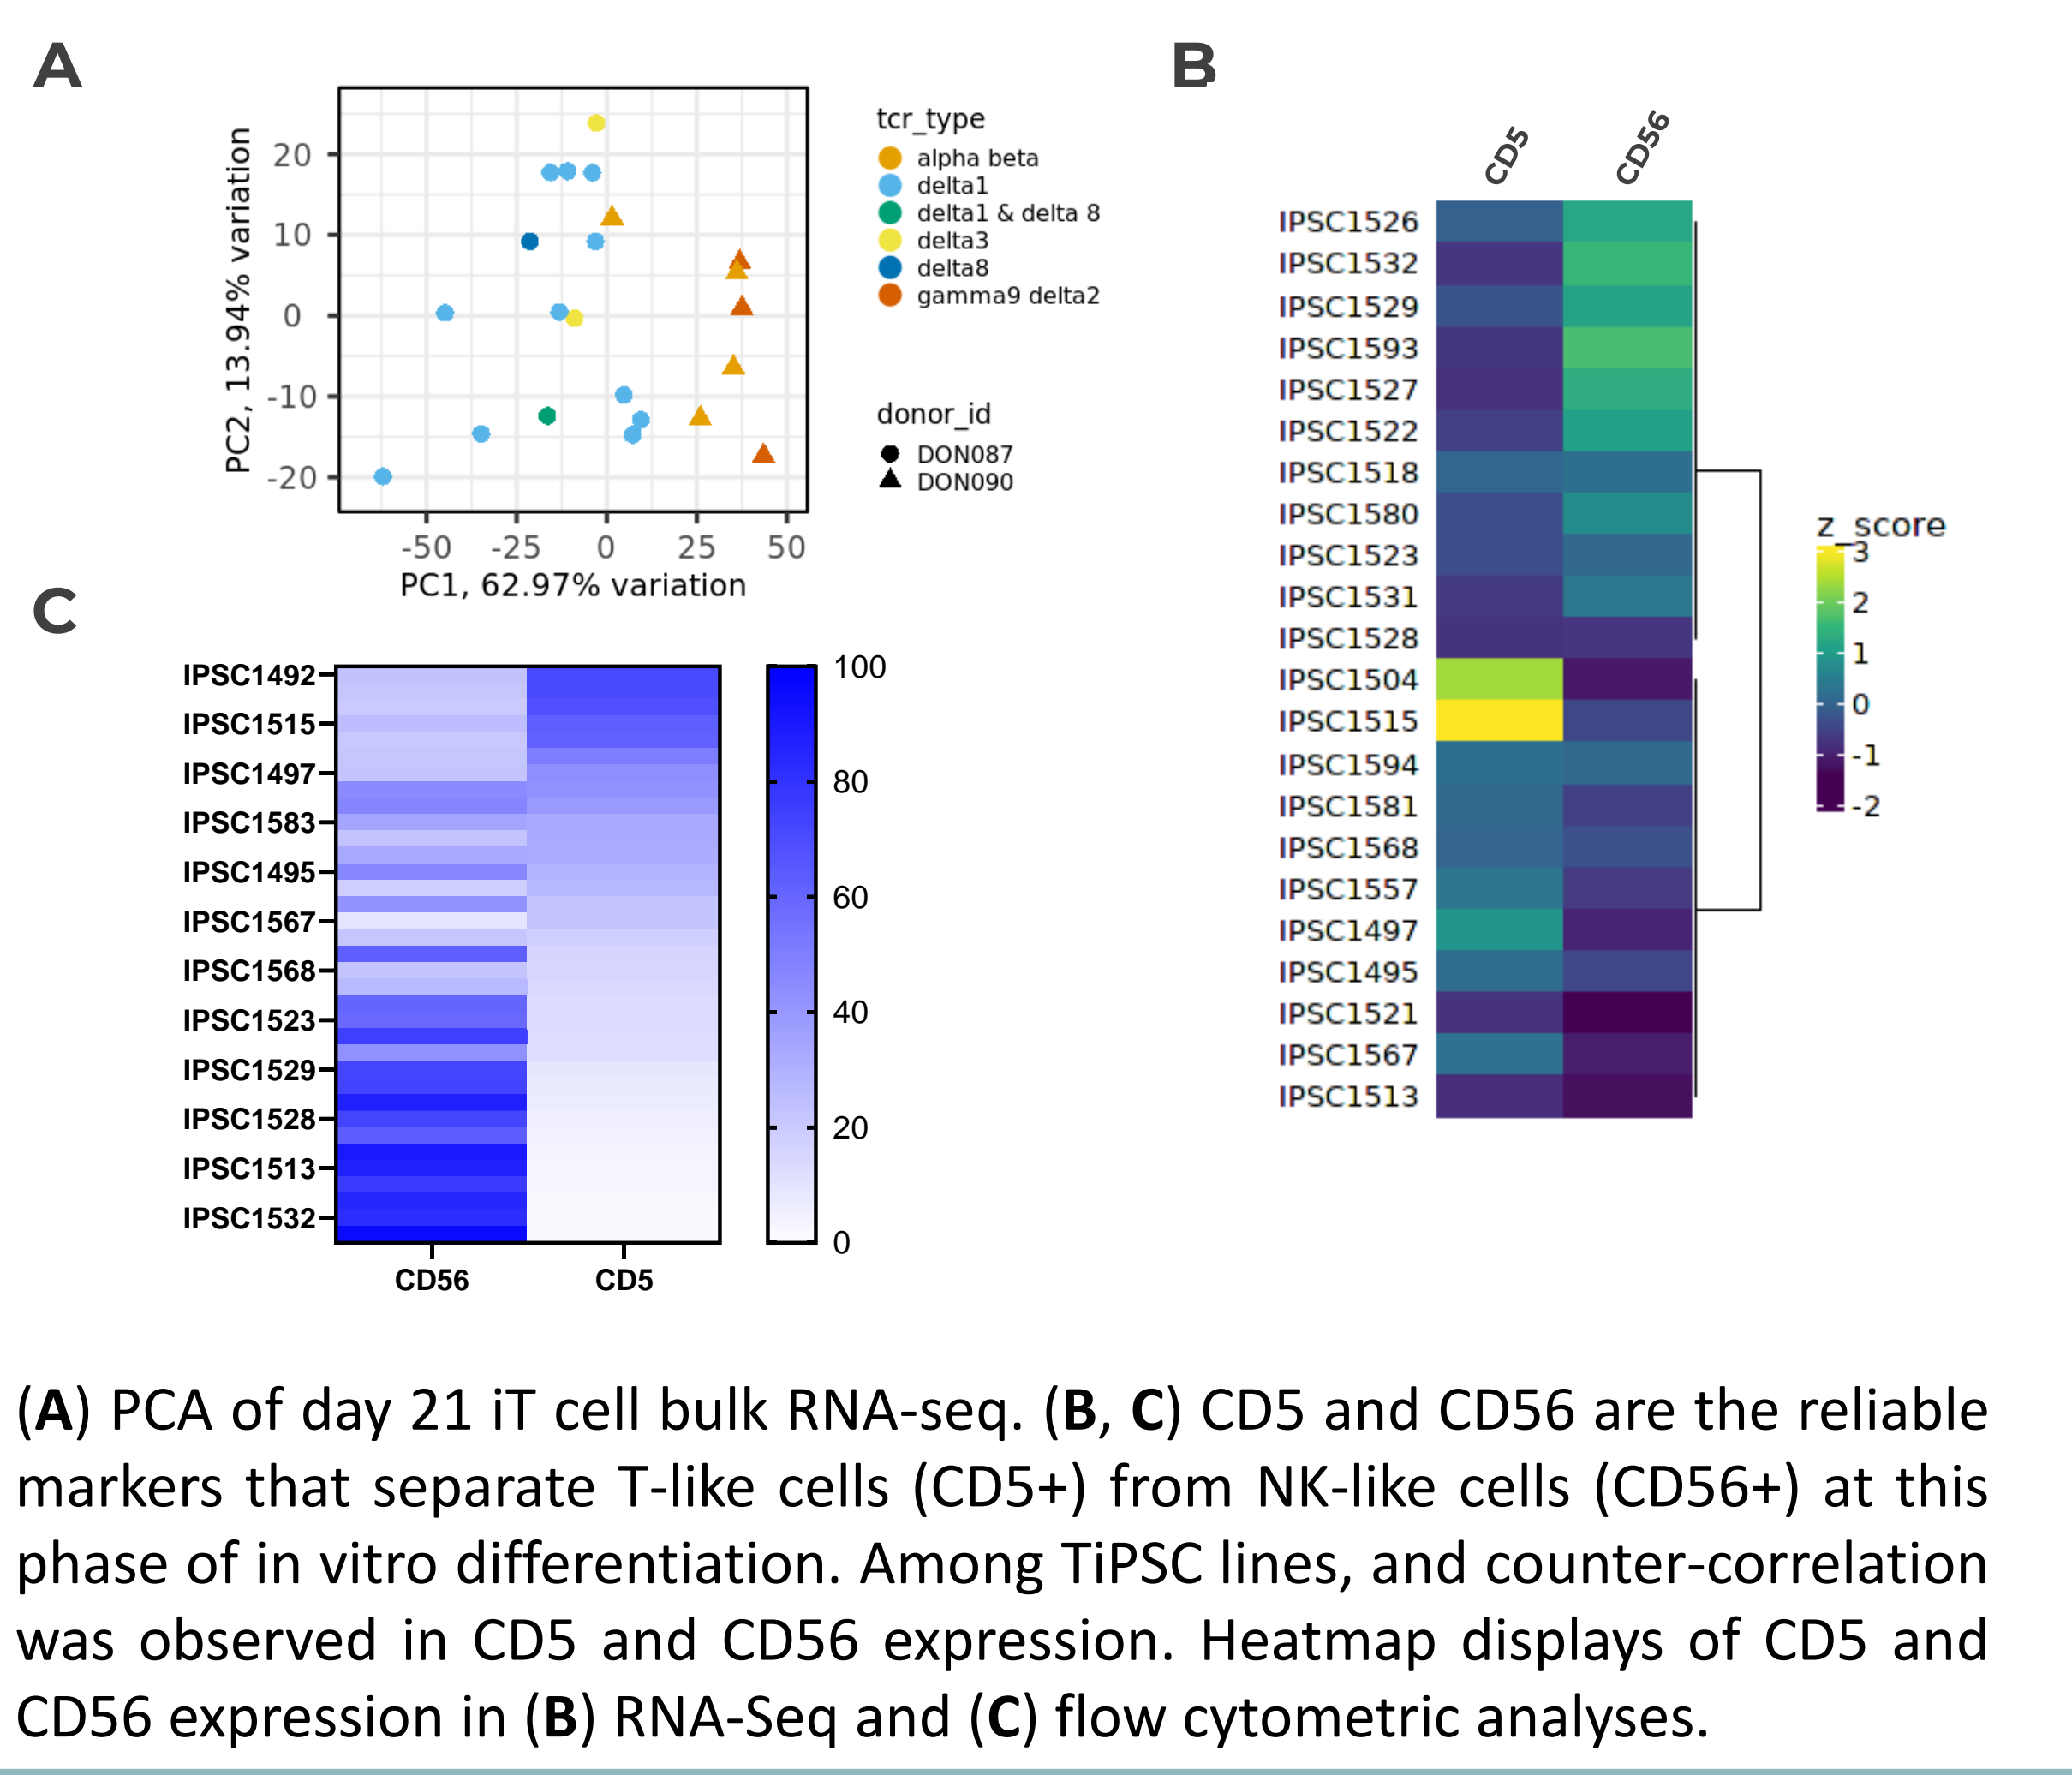 A
PC2, 13.94% variation
20
10
0
-10
-20
-50 -25 0 25 50
PC1, 62.97% variation
tcr_type
alpha beta
delta1
delta1 & delta 8
delta3
delta8
gamma9 delta2
donor_id
DON087
DON090
B
CD5 CD56
IPSC1526
IPSC1532
IPSC1529
IPSC1593
IPSC1527
IPSC1522
IPSC1518
IPSC1580
IPSC1523
IPSC1531
IPSC1528
IPSC1504
IPSC1515
IPSC1594
IPSC1581
IPSC1568
IPSC1557
IPSC1497
IPSC1495
IPSC1521
IPSC1567
IPSC1513
z_score
3
2
1
0
-1
-2
C
IPSC1492
IPSC1515
IPSC1497
IPSC1583
IPSC1495
IPSC1567
IPSC1568
IPSC1523
IPSC1529
IPSC1528
IPSC1513
IPSC1532
CD56 CD5
100
80
60
40
20
0
(A) PCA of day 21 iT cell bulk RNA-seq. (B, C) CD5 and CD56 are the reliable
markers that separate T-like cells (CD5+) from NK-like cells (CD56+) at this
phase of in vitro differentiation. Among TiPSC lines, and counter-correlation
was observed in CD5 and CD56 expression. Heatmap displays of CD5 and
CD56 expression in (B) RNA-Seq and (C) flow cytometric analyses.